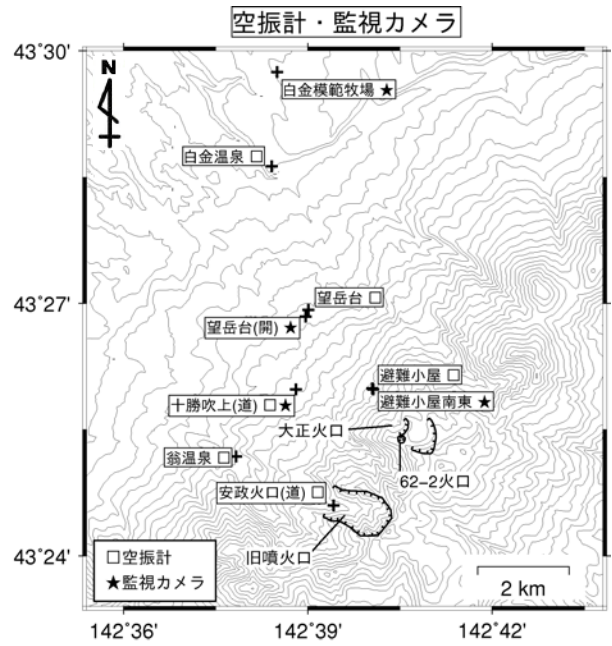 空振計・監視カメラ
43°30'
N
白金模範牧場 ★
白金温泉 □
43°27'
望岳台 □
望岳台(開) ★
避難小屋 □
十勝吹上(道) □★
避難小屋南東 ★
大正火口
翁温泉 □
62-2火口
安政火口(道) □
43°24'
旧噴火口
□空振計
★監視カメラ
2 km
142°36'
142°39'
142°42'